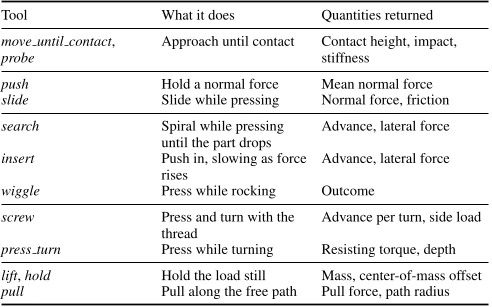 Tool What it does Quantities returned
move_until_contact, Approach until contact Contact height, impact,
probe stiffness
push Hold a normal force Mean normal force
slide Slide while pressing Normal force, friction
search Spiral while pressing Advance, lateral force
until the part drops
insert Push in, slowing as force Advance, lateral force
rises
wiggle Press while rocking Outcome
screw Press and turn with the Advance per turn, side load
thread
press_turn Press while turning Resisting torque, depth
lift, hold Hold the load still Mass, center-of-mass offset
pull Pull along the free path Pull force, path radius